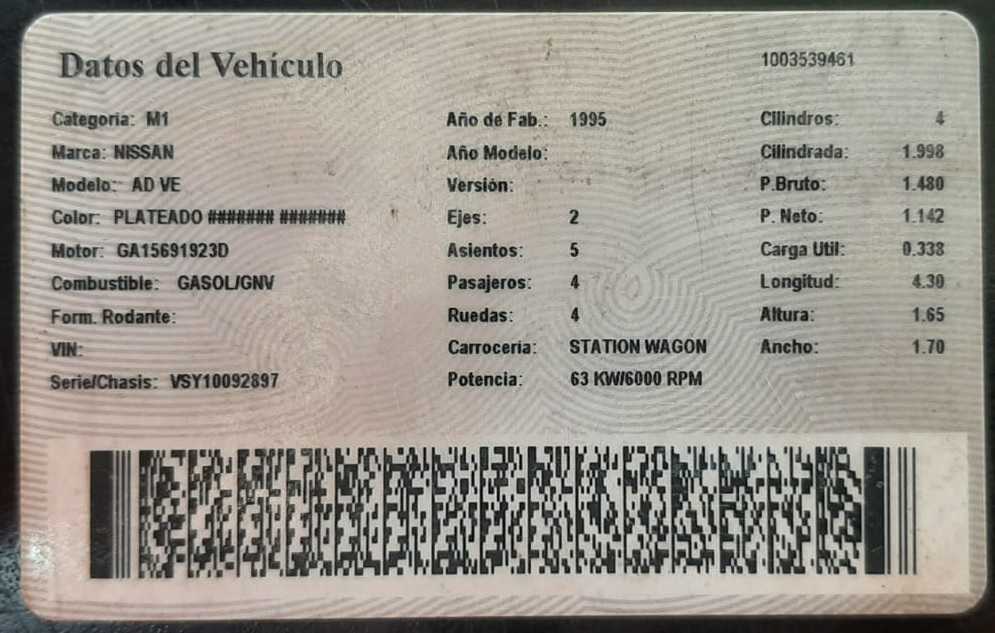 Datos del Vehículo
1003539461
Categoria: M1
Marca: NISSAN
Modelo: AD VE
Color: PLATEADO ####### #######
Motor: GA15691923D
Combustible: GASOL/GNV
Form. Rodante:
VIN:
Serie/Chasis: VSY10092897
Año de Fab.: 1995
Año Modelo:
Versión:
Ejes: 2
Asientos: 5
Pasajeros: 4
Ruedas: 4
Carrocería: STATION WAGON
Potencia: 63 KW/6000 RPM
Cilindros: 4
Cilindrada: 1.998
P.Bruto: 1.480
P. Neto: 1.142
Carga Util: 0.338
Longitud: 4.30
Altura: 1.65
Ancho: 1.70